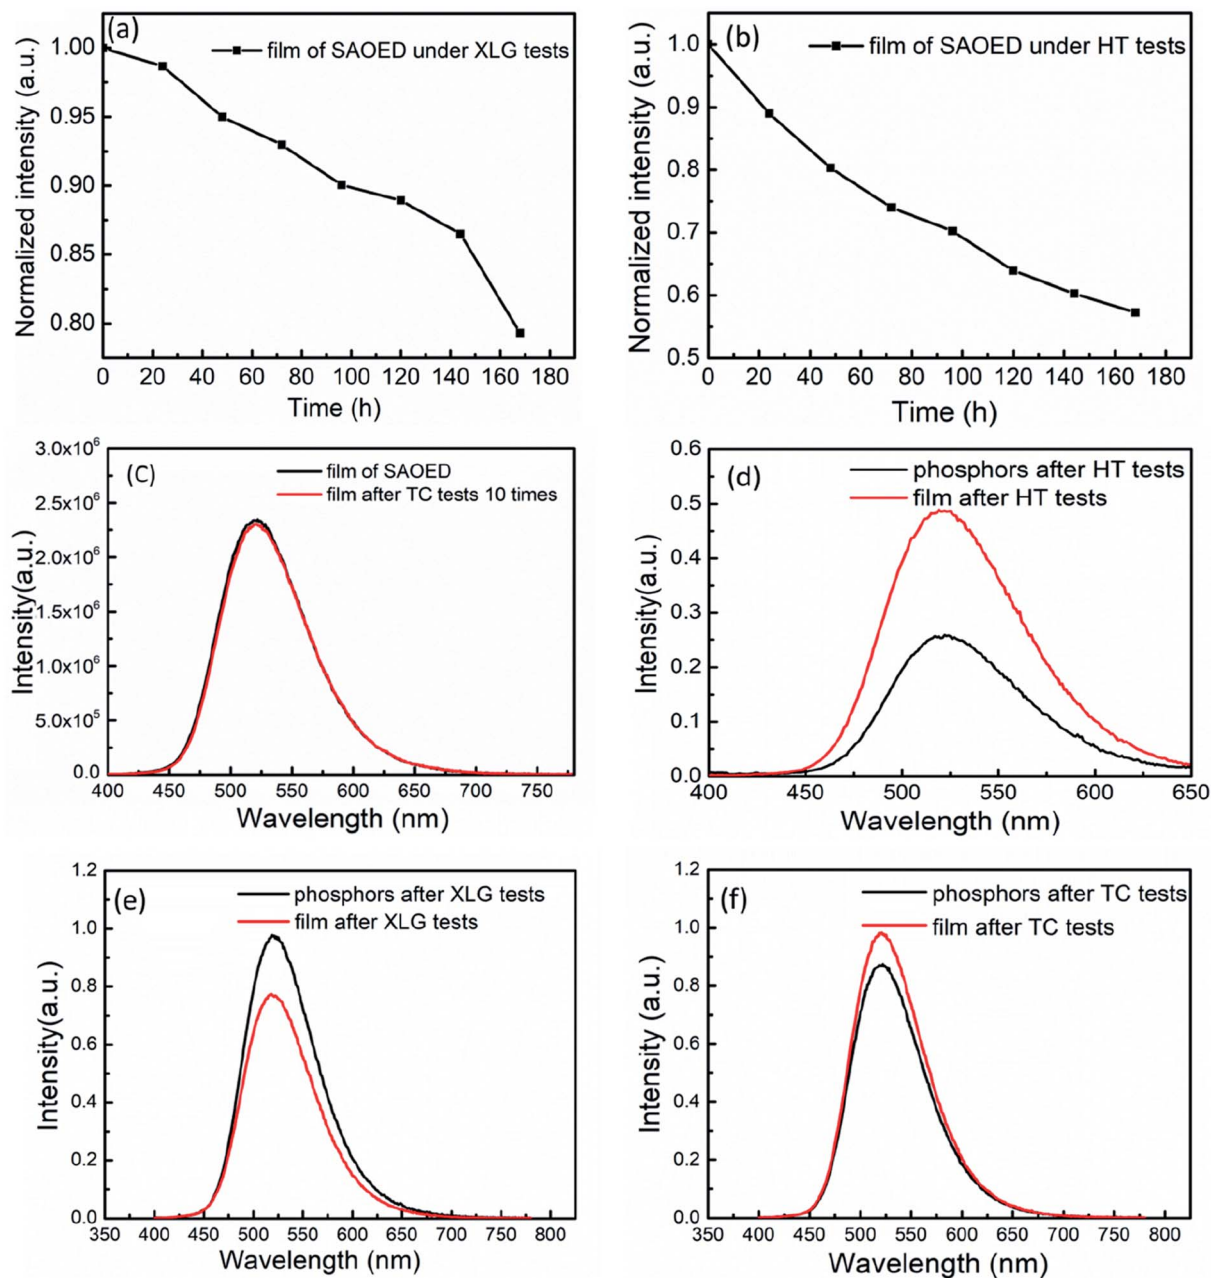 (a)
film of SAOED under XLG tests
1.00
0.95
0.90
0.85
0.80
Normalized intensity (a.u.)
0 20 40 60 80 100 120 140 160 180
Time (h)
(b)
film of SAOED under HT tests
1.0
0.9
0.8
0.7
0.6
0.5
Normalized intensity (a.u.)
0 20 40 60 80 100 120 140 160 180
Time (h)
(c)
film of SAOED
film after TC tests 10 times
3.0x10⁶
2.5x10⁶
2.0x10⁶
1.5x10⁶
1.0x10⁶
5.0x10⁵
0.0
Intensity(a.u.)
400 450 500 550 600 650 700 750
Wavelength (nm)
(d)
phosphors after HT tests
film after HT tests
0.6
0.5
0.4
0.3
0.2
0.1
0.0
Intensity(a.u.)
400 450 500 550 600 650
Wavelength (nm)
(e)
phosphors after XLG tests
film after XLG tests
1.2
1.0
0.8
0.6
0.4
0.2
0.0
Intensity(a.u.)
350 400 450 500 550 600 650 700 750 800
Wavelength (nm)
(f)
phosphors after TC tests
film after TC tests
1.2
1.0
0.8
0.6
0.4
0.2
0.0
Intensity (a.u.)
350 400 450 500 550 600 650 700 750 800
Wavelength (nm)